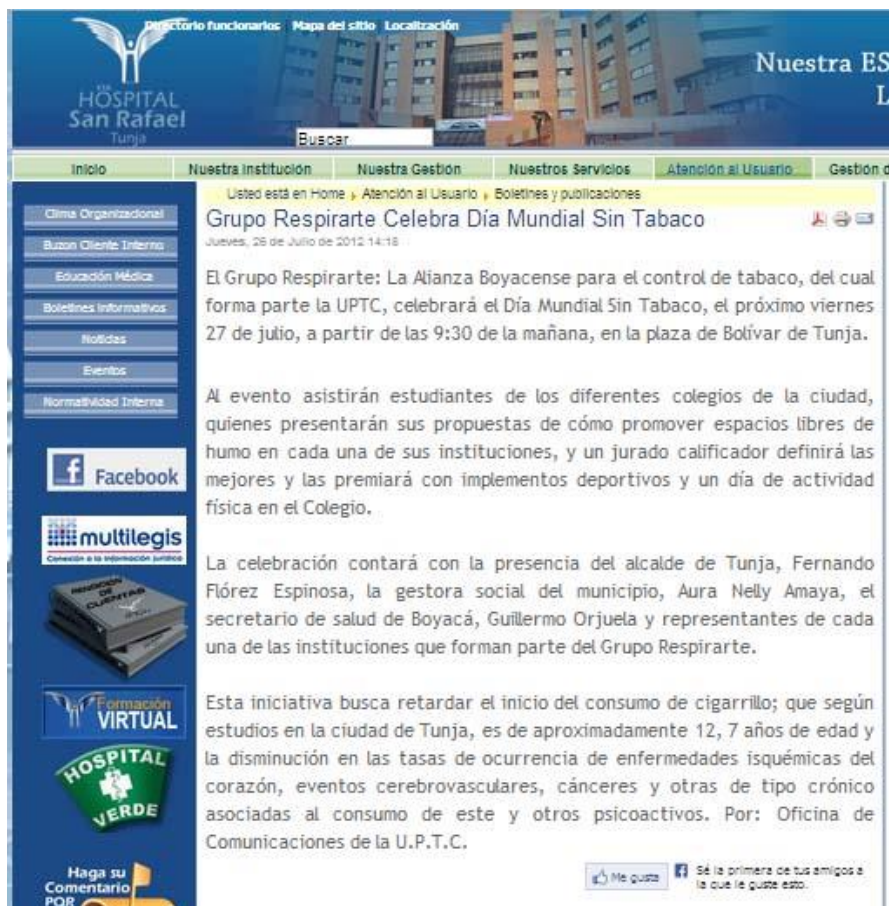 Directorio funcionarios Mapa del sitio Localización
Nuestra ES
L
ESE
HOSPITAL
San Rafael
Tunja
Buscar
Inicio Nuestra Institución Nuestra Gestión Nuestros Servicios Atención al Usuario Gestión d
Usted está en Home Atención al Usuario Boletines y publicaciones
Clima Organizacional
Buzon Cliente Interno
Educación Médica
Boletines Informativos
Noticias
Eventos
Normatividad Interna
Facebook
multilegis
Conexión a la información jurídica
RENDICIÓN
DE
CUENTAS
Formación
VIRTUAL
HOSPITAL
VERDE
Haga su
Comentario
POR
Grupo Respirarte Celebra Día Mundial Sin Tabaco
Jueves, 26 de Julio de 2012 14:18
El Grupo Respirarte: La Alianza Boyacense para el control de tabaco, del cual
forma parte la UPTC, celebrará el Día Mundial Sin Tabaco, el próximo viernes
27 de julio, a partir de las 9:30 de la mañana, en la plaza de Bolívar de Tunja.
Al evento asistirán estudiantes de los diferentes colegios de la ciudad,
quienes presentarán sus propuestas de cómo promover espacios libres de
humo en cada una de sus instituciones, y un jurado calificador definirá las
mejores y las premiará con implementos deportivos y un día de actividad
física en el Colegio.
La celebración contará con la presencia del alcalde de Tunja, Fernando
Flórez Espinosa, la gestora social del municipio, Aura Nelly Amaya, el
secretario de salud de Boyacá, Guillermo Orjuela y representantes de cada
una de las instituciones que forman parte del Grupo Respirarte.
Esta iniciativa busca retardar el inicio del consumo de cigarrillo; que según
estudios en la ciudad de Tunja, es de aproximadamente 12, 7 años de edad y
la disminución en las tasas de ocurrencia de enfermedades isquémicas del
corazón, eventos cerebrovasculares, cánceres y otras de tipo crónico
asociadas al consumo de este y otros psicoactivos. Por: Oficina de
Comunicaciones de la U.P.T.C.
Me gusta
Sé la primera de tus amigos a
la que le guste esto.